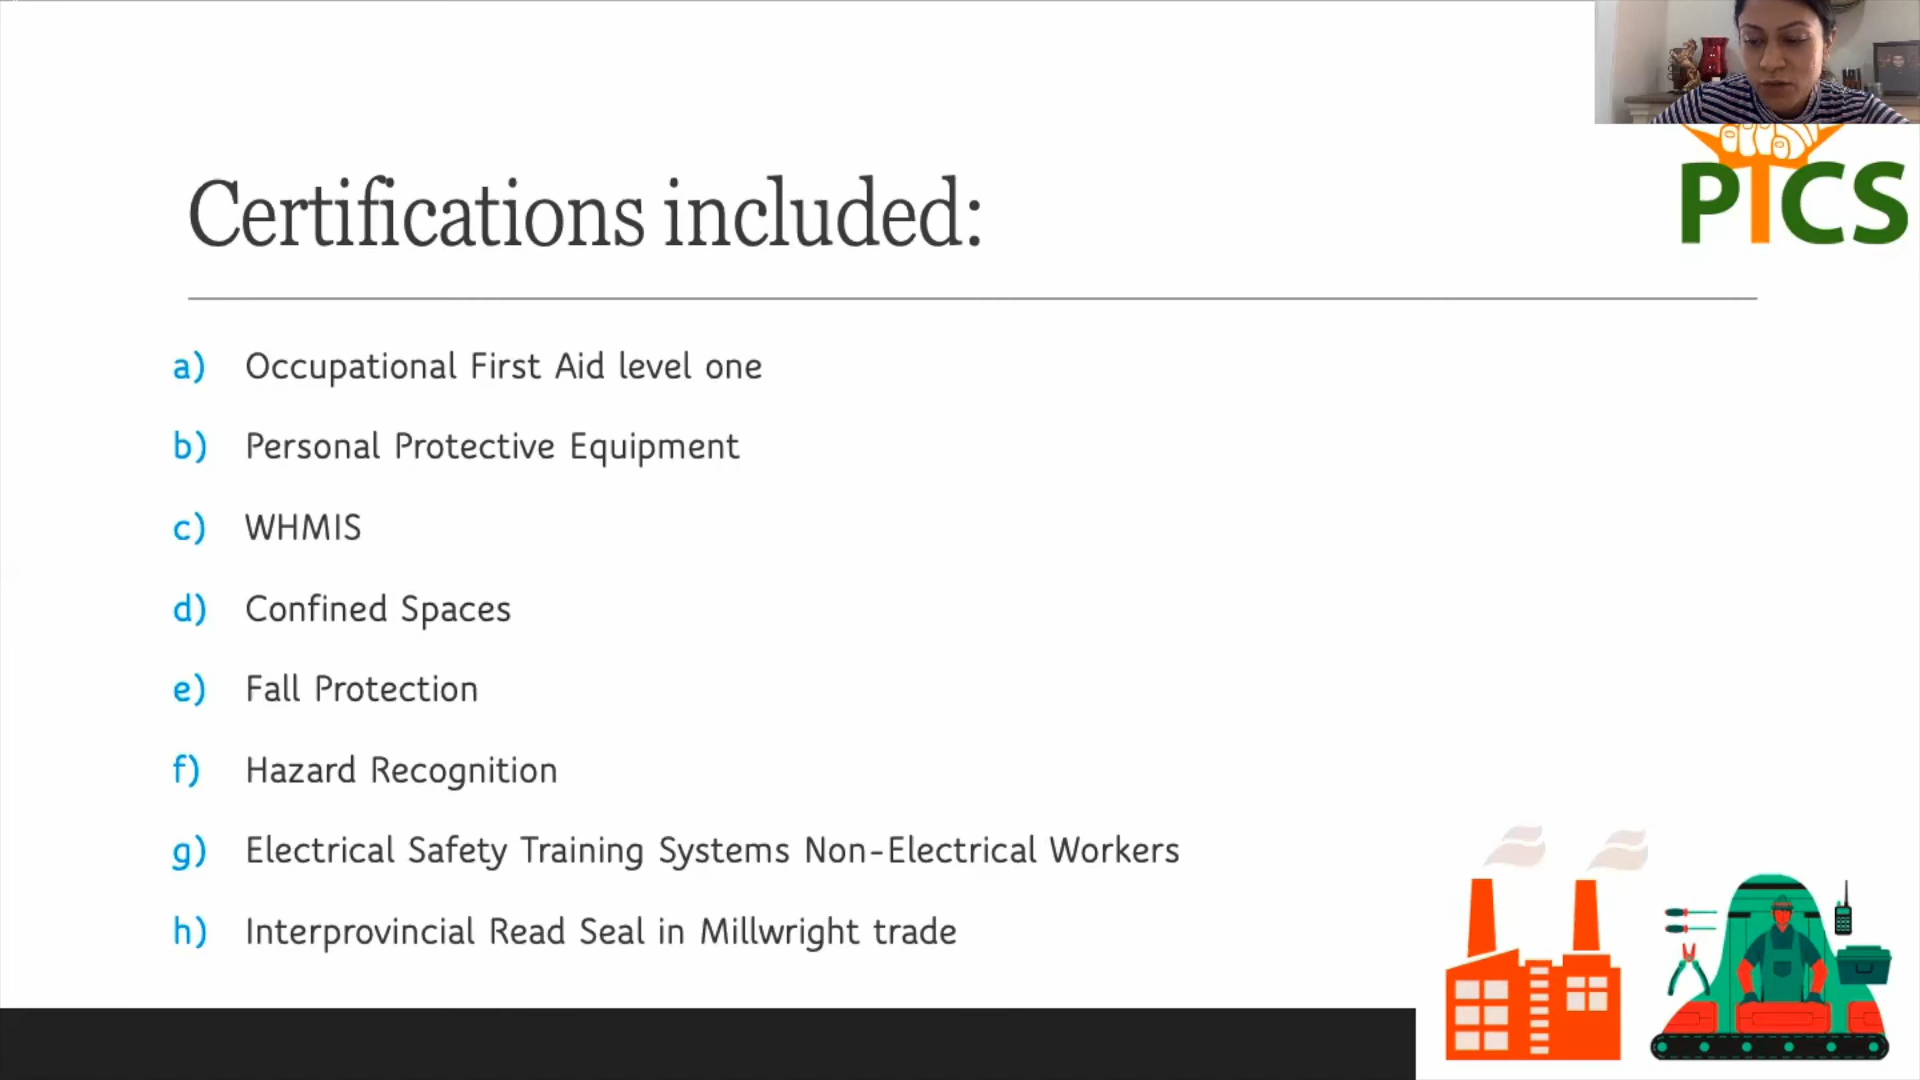 PICS
Certifications included:
a) Occupational First Aid level one
b) Personal Protective Equipment
c) WHMIS
d) Confined Spaces
e) Fall Protection
f) Hazard Recognition
g) Electrical Safety Training Systems Non-Electrical Workers
h) Interprovincial Read Seal in Millwright trade